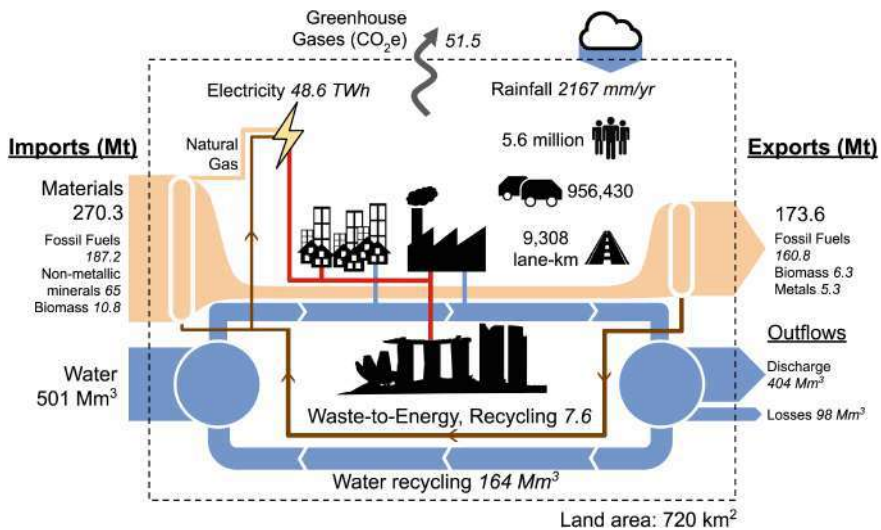 Greenhouse
Gases (CO₂e) 51.5
Electricity 48.6 TWh
Rainfall 2167 mm/yr
Imports (Mt)
Natural
Gas
5.6 million
Exports (Mt)
Materials
270.3
956,430
173.6
Fossil Fuels
187.2
Non-metallic
minerals 65
Biomass 10.8
9,308
lane-km
Fossil Fuels
160.8
Biomass 6.3
Metals 5.3
Outflows
Water
501 Mm³
Discharge
404 Mm³
Losses 98 Mm³
Waste-to-Energy, Recycling 7.6
Water recycling 164 Mm³
Land area: 720 km²